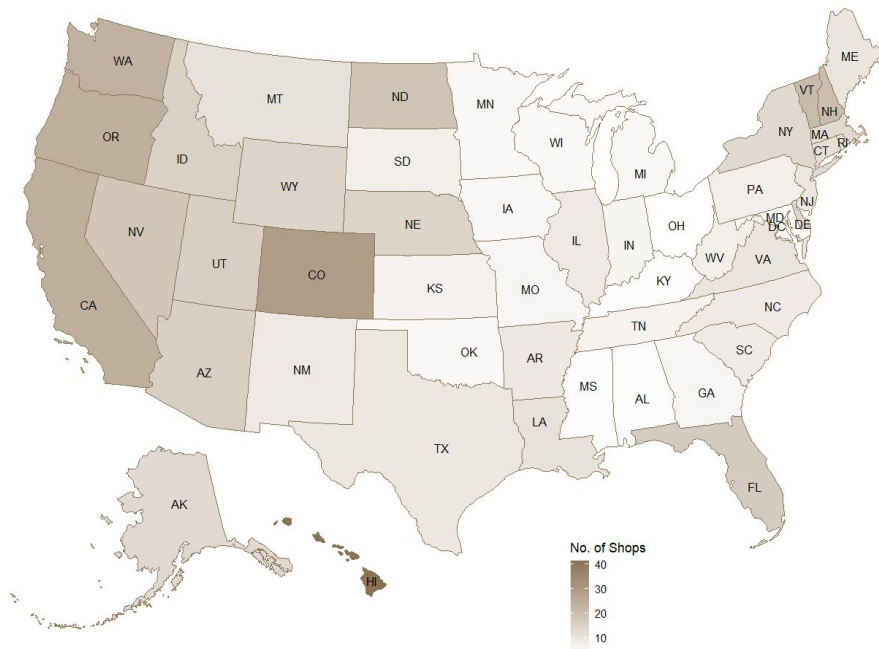 ME
WA
VT
MT
ND
MN
NH
OR
NY
MA
WI
CT
RI
ID
SD
MI
WY
PA
IA
NJ
NE
OH
MD
DE
NV
IL
IN
DC
UT
WV
VA
CO
KY
KS
MO
CA
NC
TN
AZ
OK
AR
SC
NM
MS
AL
GA
LA
TX
FL
AK
HI
No. of Shops
40
30
20
10